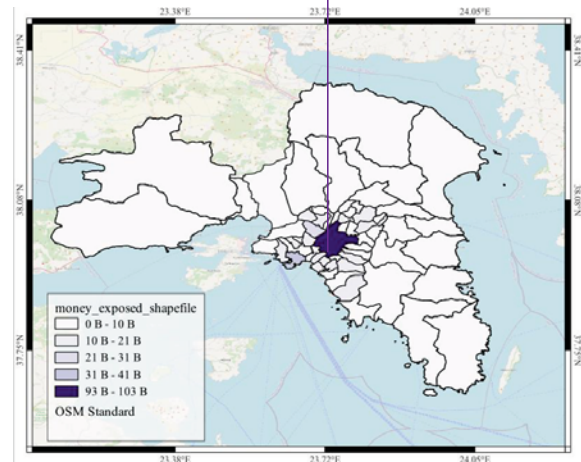 23.38°E 23.72°E 24.05°E
38.41°N 38.41°N
38.08°N 38.08°N
37.75°N 37.75°N
money_exposed_shapefile
0 B - 10 B
10 B - 21 B
21 B - 31 B
31 B - 41 B
93 B - 103 B
OSM Standard
23.38°E 23.72°E 24.05°E